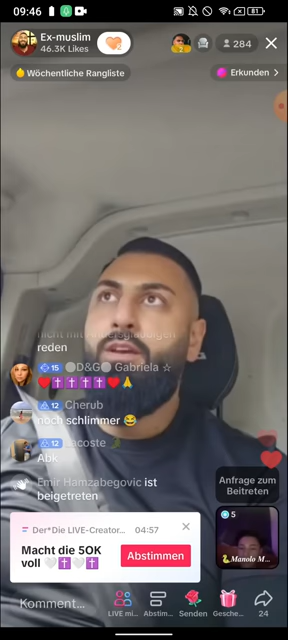 09:46
81
Ex-muslim
46.3K Likes
284
Wöchentliche Rangliste
Erkunden >
reden
15 D&G Gabriela ☆
♥️✝️✝️✝️✝️✝️♥️🙏
12 Cherub
noch schlimmer 😂
12 Lacoste
Abk
Emir Hamzabegovic ist
beigetreten
Anfrage zum
Beitreten
Der*Die LIVE-Creator... 04:57
Macht die 50K
voll 🤍✝️🤍✝️
Abstimmen
S
Manolo M...
Komment...
LIVE mi...
Abstim...
Senden
Gesche...
24